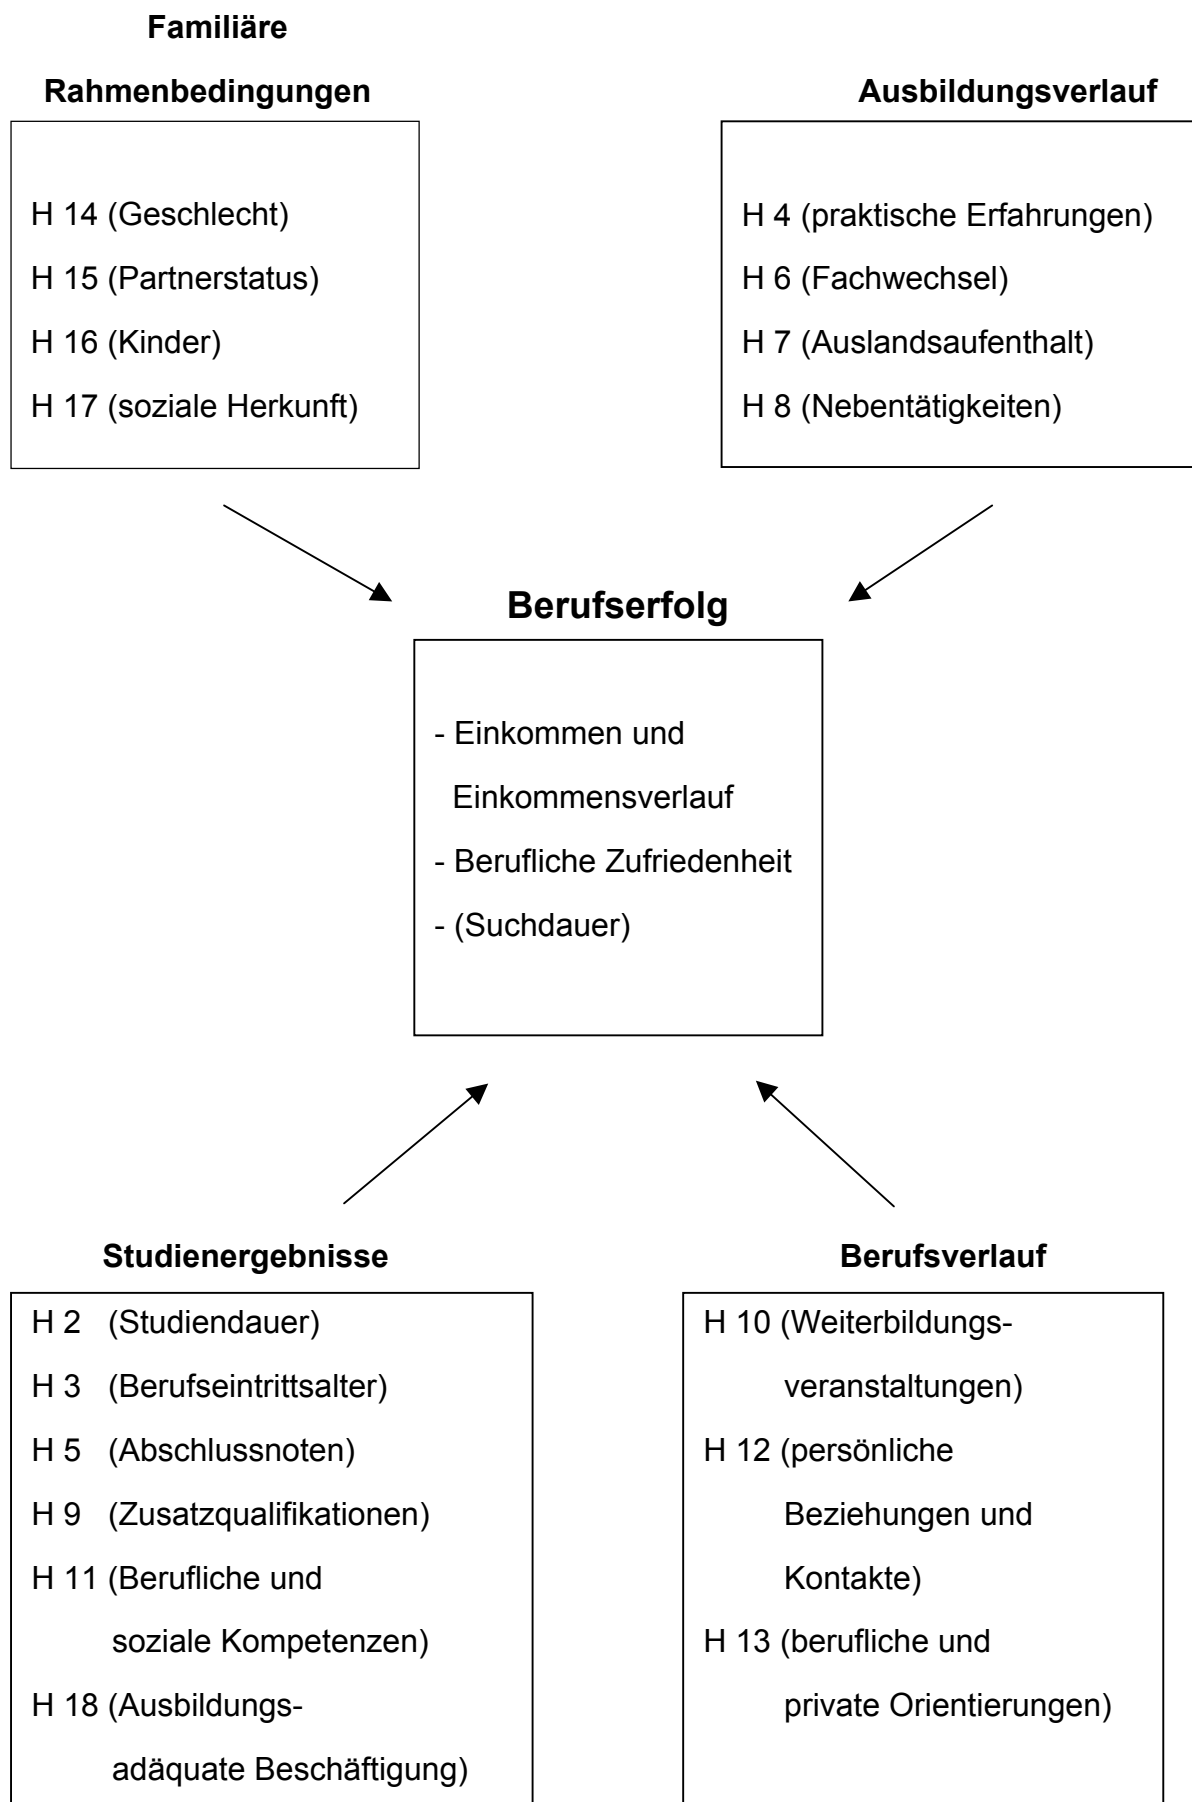 Familiäre
Rahmenbedingungen
H 14 (Geschlecht)
H 15 (Partnerstatus)
H 16 (Kinder)
H 17 (soziale Herkunft)
Ausbildungsverlauf
H 4 (praktische Erfahrungen)
H 6 (Fachwechsel)
H 7 (Auslandsaufenthalt)
H 8 (Nebentätigkeiten)
Berufserfolg
- Einkommen und
Einkommensverlauf
- Berufliche Zufriedenheit
- (Suchdauer)
Studienergebnisse
H 2 (Studiendauer)
H 3 (Berufseintrittsalter)
H 5 (Abschlussnoten)
H 9 (Zusatzqualifikationen)
H 11 (Berufliche und
soziale Kompetenzen)
H 18 (Ausbildungs-
adäquate Beschäftigung)
Berufsverlauf
H 10 (Weiterbildungs-
veranstaltungen)
H 12 (persönliche
Beziehungen und
Kontakte)
H 13 (berufliche und
private Orientierungen)